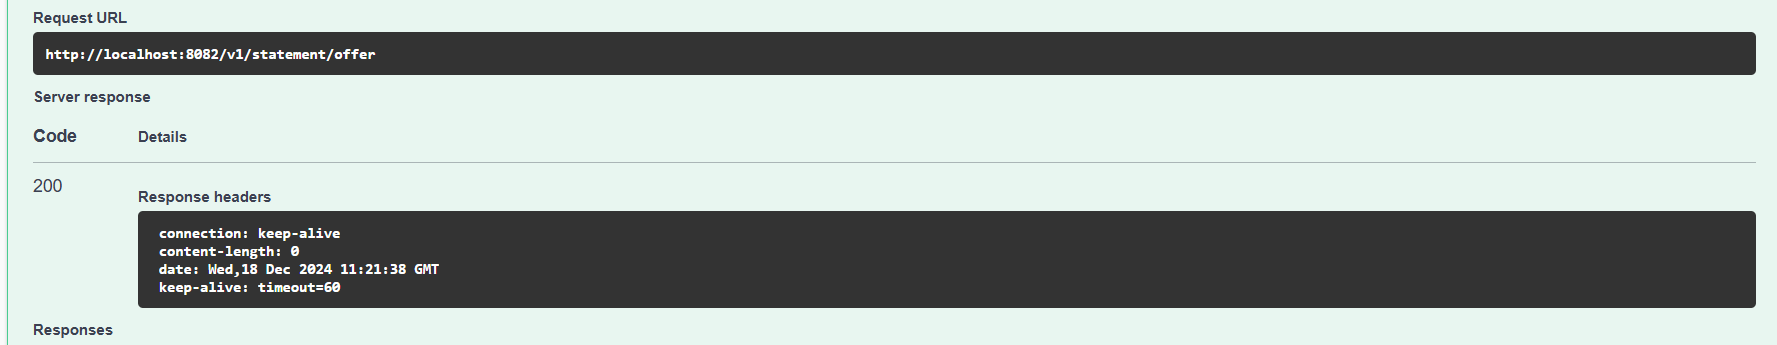 Request URL
http://localhost:8082/v1/statement/offer
Server response
Code Details
200
Response headers
connection: keep-alive
content-length: 0
date: Wed,18 Dec 2024 11:21:38 GMT
keep-alive: timeout=60
Responses